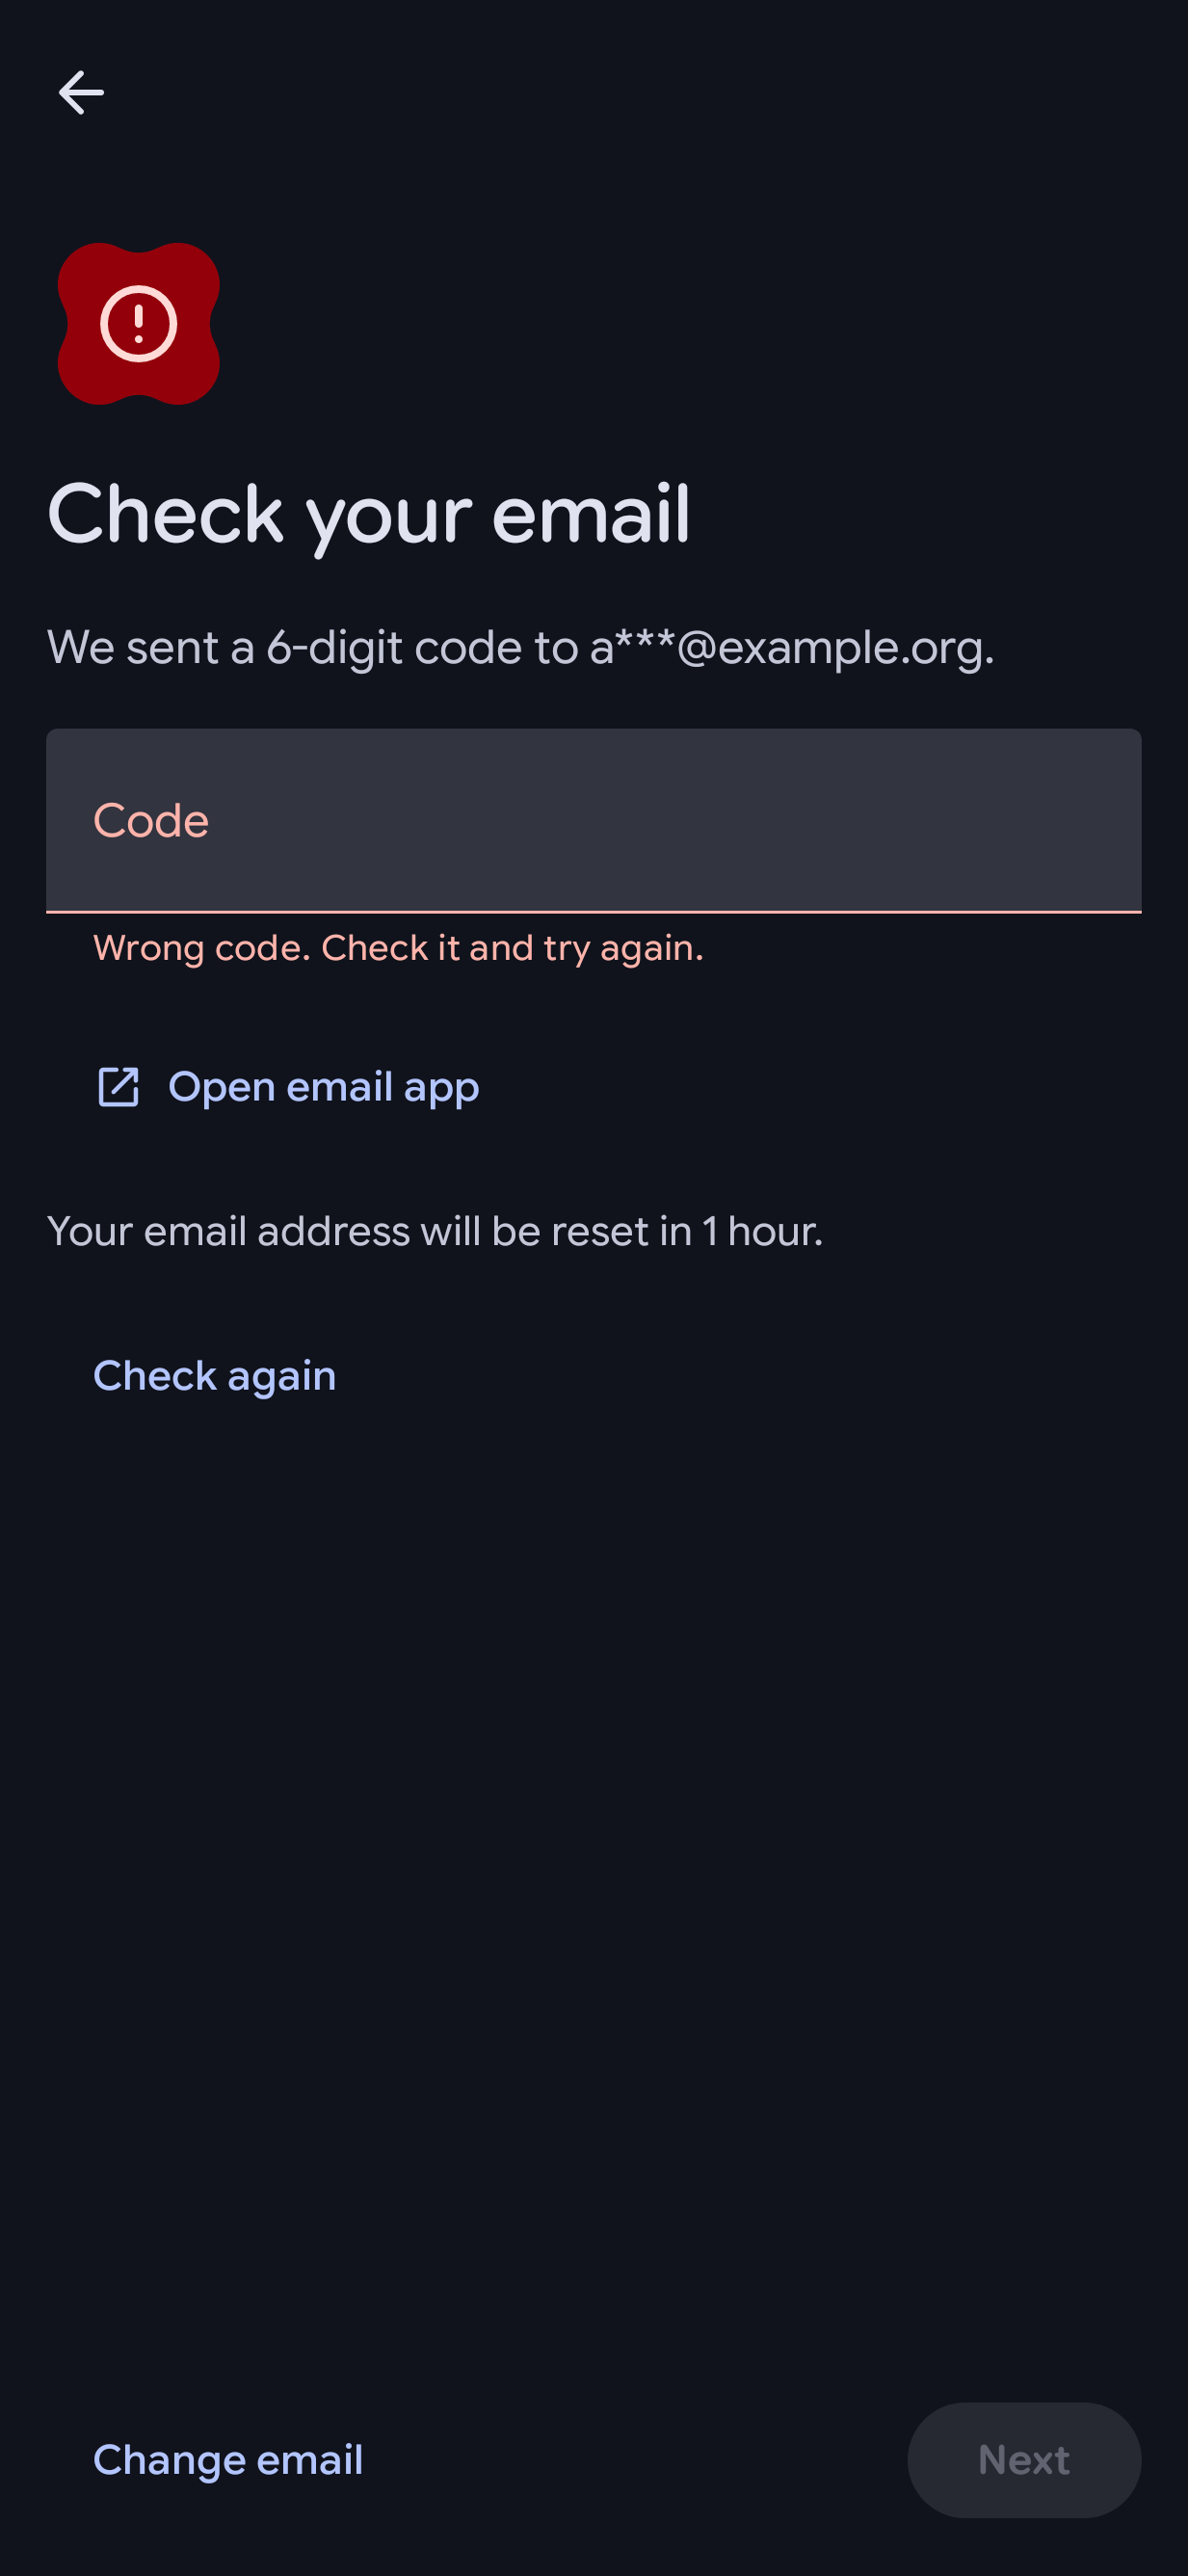 Check your email
We sent a 6-digit code to a***@example.org.
Code
Wrong code. Check it and try again.
Open email app
Your email address will be reset in 1 hour.
Check again
Change email
Next